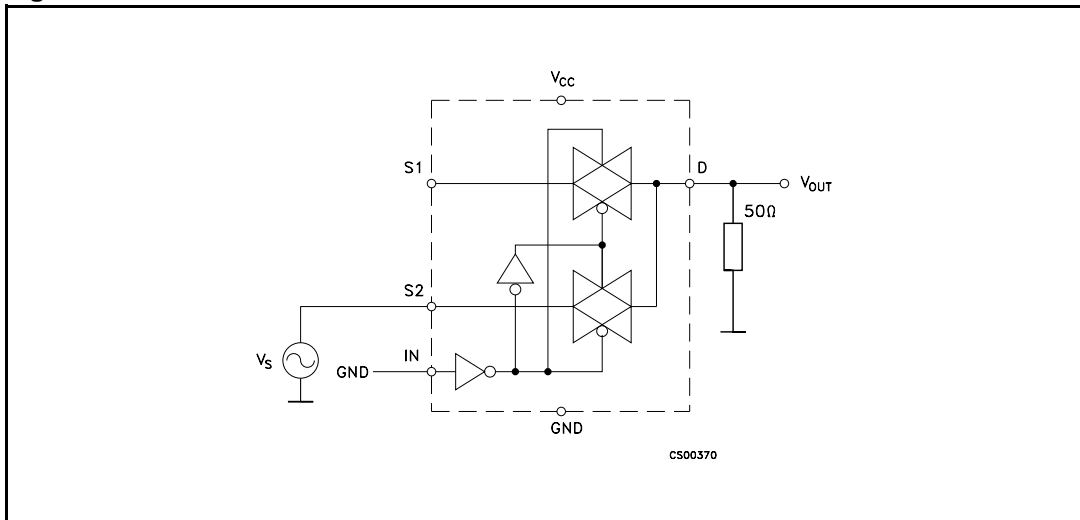 VCC
S1
D
VOUT
50Ω
S2
VS
IN
GND
GND
CS00370